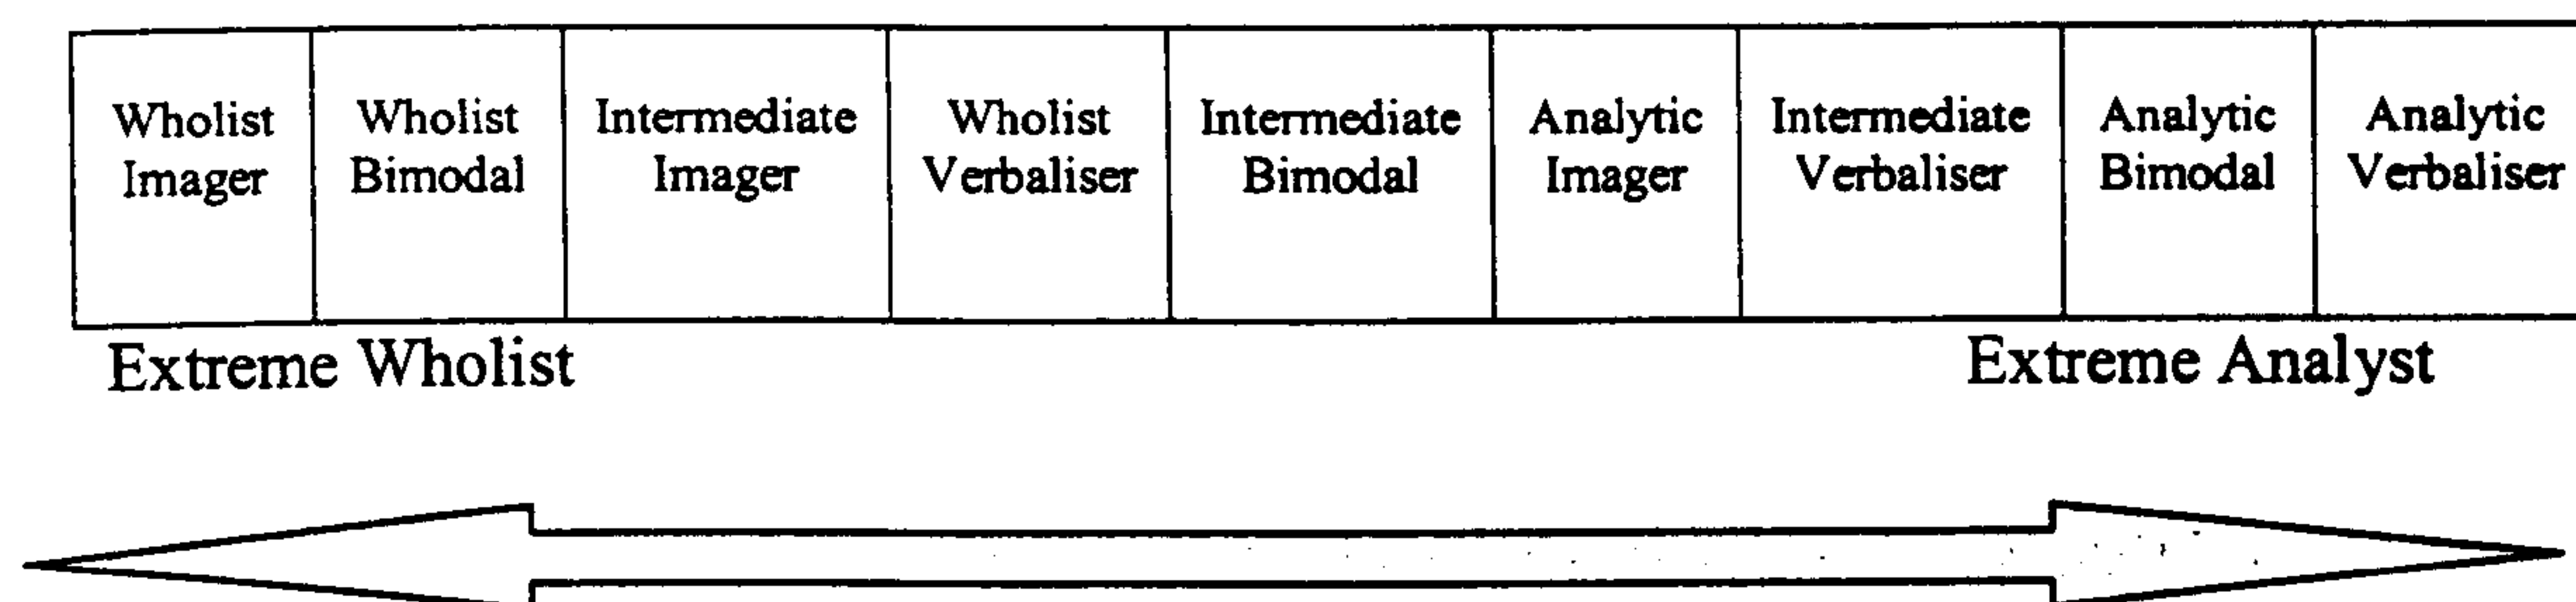 Wholist
Imager
Wholist
Bimodal
Intermediate
Imager
Wholist
Verbaliser
Intermediate
Bimodal
Analytic
Imager
Intermediate
Verbaliser
Analytic
Bimodal
Analytic
Verbaliser
Extreme Wholist
Extreme Analyst